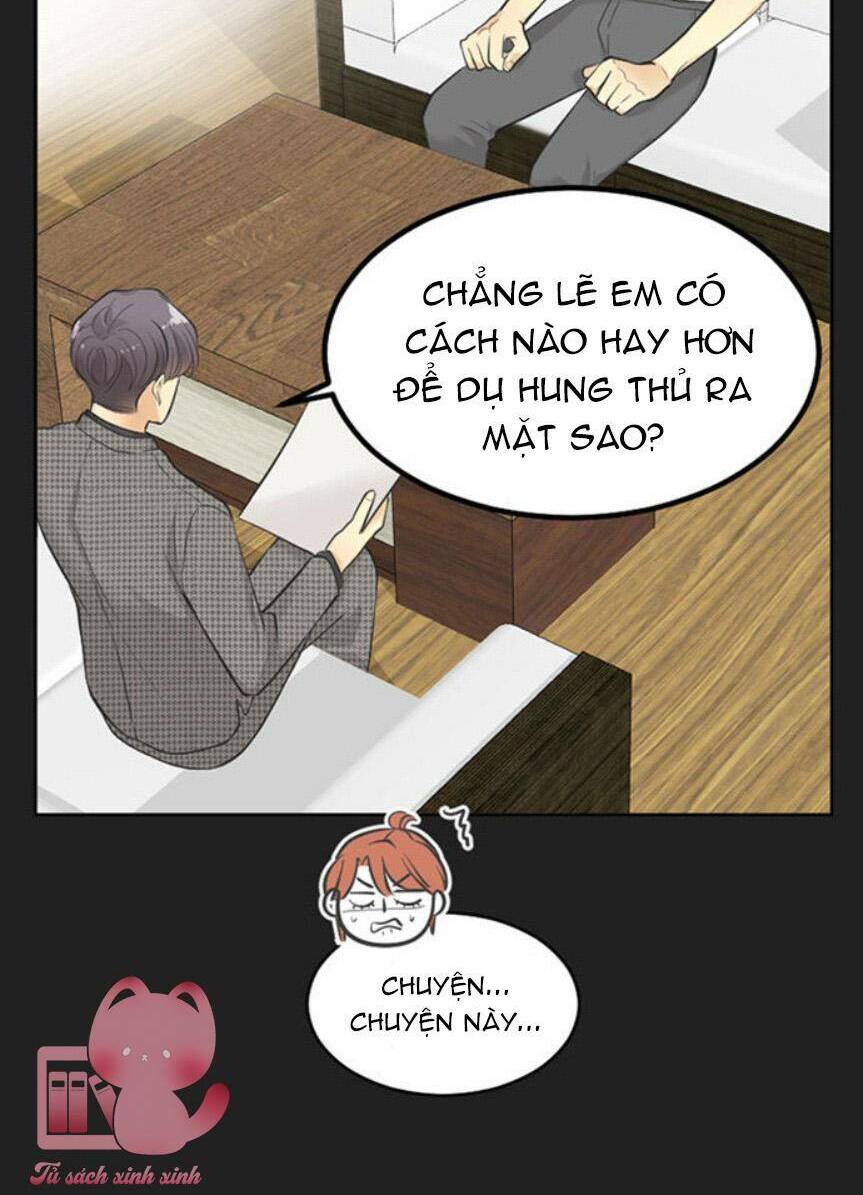 CHẲNG LẼ EM CÓ
CÁCH NÀO HAY HƠN
ĐỂ DỤ HUNG THỦ RA
MẶT SAO?
CHUYỆN...
CHUYỆN NÀY...
Tủ sách xinh xinh